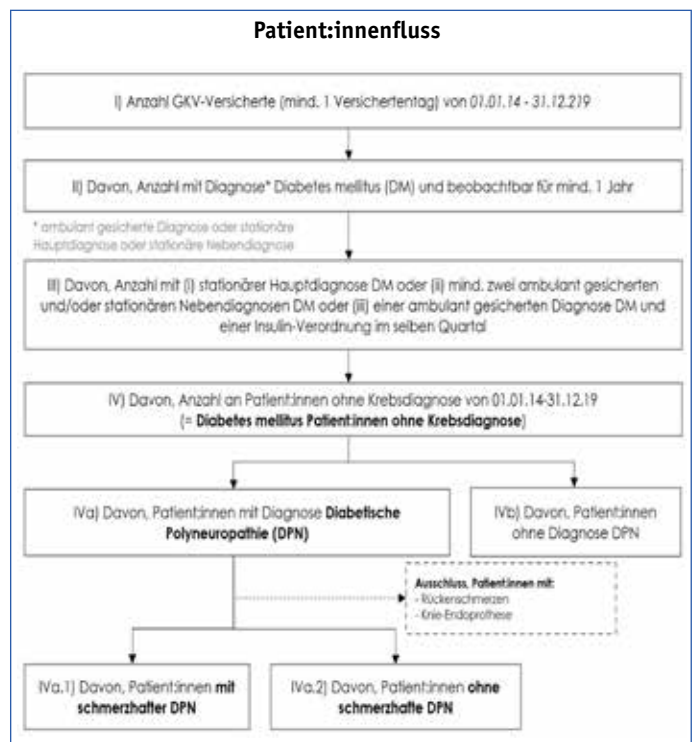 Patient:innenfluss
I) Anzahl GKV-Versicherte (mind. 1 Versichertentag) von 01.01.14 - 31.12.219
II) Davon, Anzahl mit Diagnose* Diabetes mellitus (DM) und beobachtbar für mind. 1 Jahr
* ambulant gesicherte Diagnose oder stationäre
Hauptdiagnose oder stationäre Nebendiagnose
III) Davon, Anzahl mit (i) stationärer Hauptdiagnose DM oder (ii) mind. zwei ambulant gesicherten
und/oder stationären Nebendiagnosen DM oder (iii) einer ambulant gesicherten Diagnose DM und
einer Insulin-Verordnung im selben Quartal
IV) Davon, Anzahl an Patient:innen ohne Krebsdiagnose von 01.01.14-31.12.19
(= Diabetes mellitus Patient:innen ohne Krebsdiagnose)
IVa) Davon, Patient:innen mit Diagnose Diabetische
Polyneuropathie (DPN)
IVb) Davon, Patient:innen
ohne Diagnose DPN
Ausschluss, Patient:innen mit:
- Rückenschmerzen
- Knie-Endoprothese
IVa.1) Davon, Patient:innen mit
schmerzhafter DPN
IVa.2) Davon, Patient:innen ohne
schmerzhafte DPN